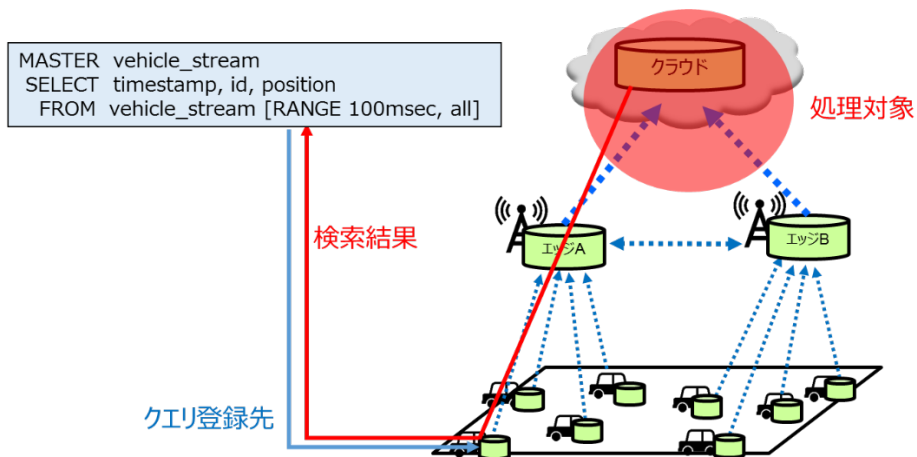 MASTER vehicle_stream
SELECT timestamp, id, position
FROM vehicle_stream [RANGE 100msec, all]
クラウド
処理対象
検索結果
エッジA
エッジB
クエリ登録先